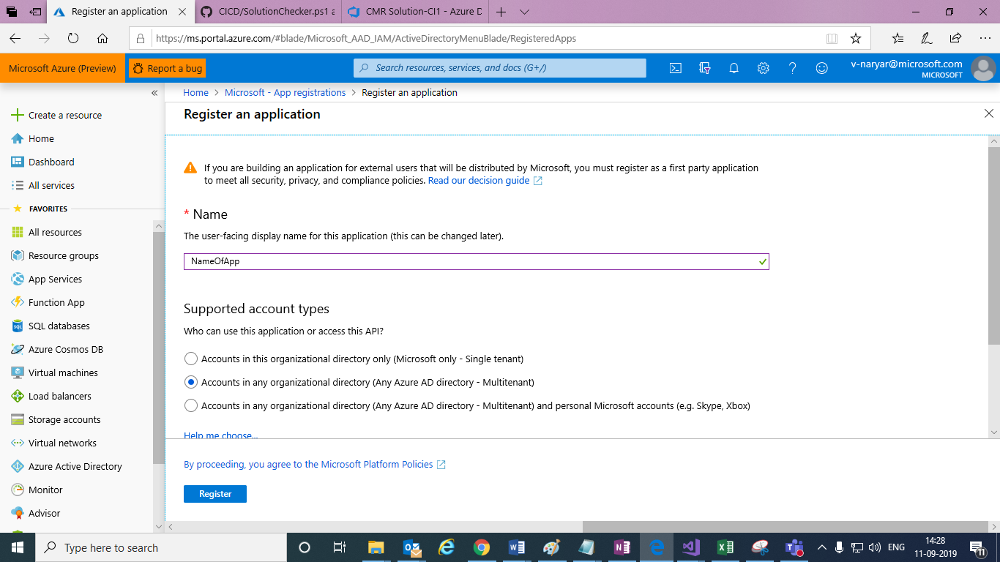 Register an application
CICD/SolutionChecker.ps1 a
CMR Solution-CI1 - Azure D
https://ms.portal.azure.com/#blade/Microsoft_AAD_IAM/ActiveDirectoryMenuBlade/RegisteredApps
Microsoft Azure (Preview)
Report a bug
Search resources, services, and docs (G+/)
v-naryar@microsoft.com
MICROSOFT
Home > Microsoft - App registrations > Register an application
Register an application
Create a resource
Home
Dashboard
All services
FAVORITES
All resources
Resource groups
App Services
Function App
SQL databases
Azure Cosmos DB
Virtual machines
Load balancers
Storage accounts
Virtual networks
Azure Active Directory
Monitor
Advisor
If you are building an application for external users that will be distributed by Microsoft, you must register as a first party application
to meet all security, privacy, and compliance policies. Read our decision guide
* Name
The user-facing display name for this application (this can be changed later).
NameOfApp
Supported account types
Who can use this application or access this API?
Accounts in this organizational directory only (Microsoft only - Single tenant)
Accounts in any organizational directory (Any Azure AD directory - Multitenant)
Accounts in any organizational directory (Any Azure AD directory - Multitenant) and personal Microsoft accounts (e.g. Skype, Xbox)
Help me choose...
By proceeding, you agree to the Microsoft Platform Policies
Register
Type here to search
ENG
14:28
11-09-2019
11